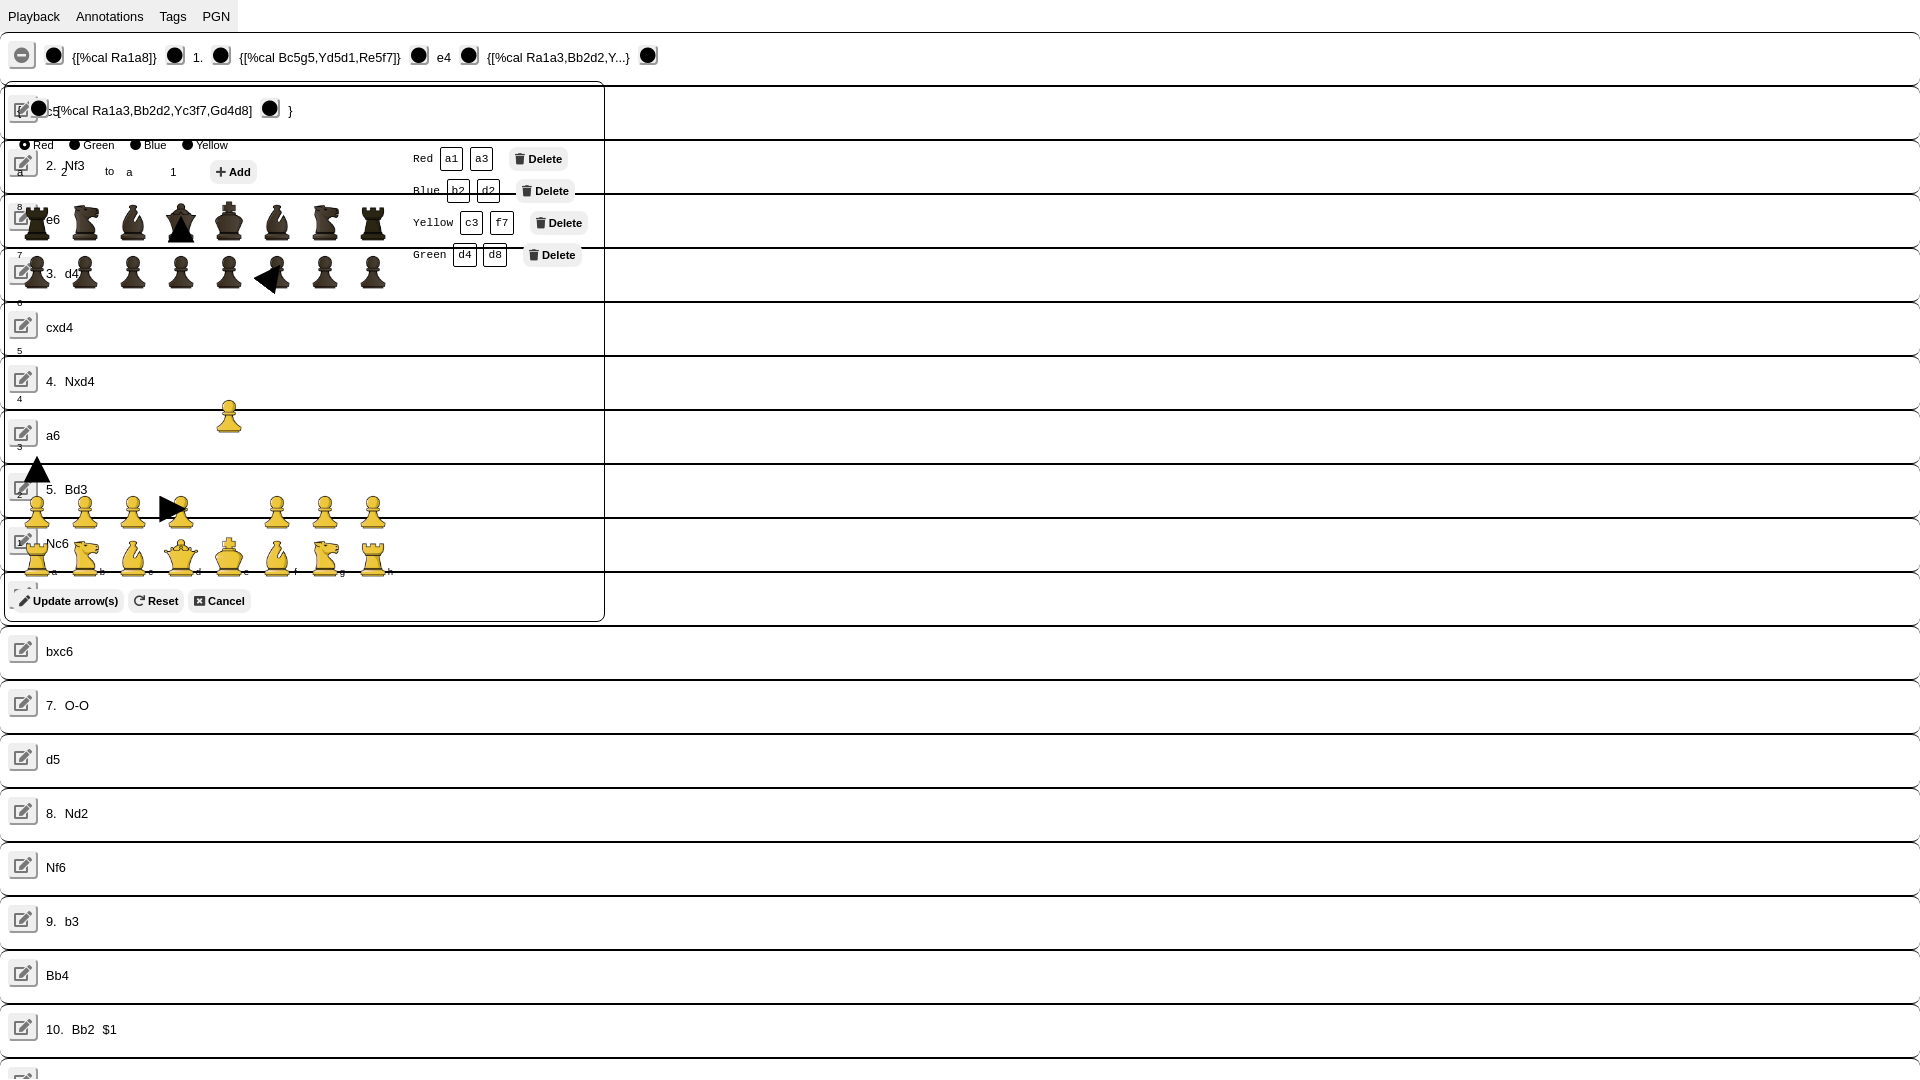 Playback Annotations Tags PGN
{[%cal Ra1a8]} 1. {[%cal Bc5g5,Yd5d1,Re5f7]} e4 {[%cal Ra1a3,Bb2d2,Y...}
{ [%cal Ra1a3,Bb2d2,Yc3f7,Gd4d8] }
c5
Red Green Blue Yellow
Red a1 a3 Delete
2. Nf3
a 2 to a 1 Add
Blue b2 d2 Delete
8
e6
Yellow c3 f7 Delete
7
Green d4 d8 Delete
3. d4
6
cxd4
5
4. Nxd4
4
a6
3
5. Bd3
2
Nc6
1
a b c d e f g h
Update arrow(s) Reset Cancel
bxc6
7. O-O
d5
8. Nd2
Nf6
9. b3
Bb4
10. Bb2 $1